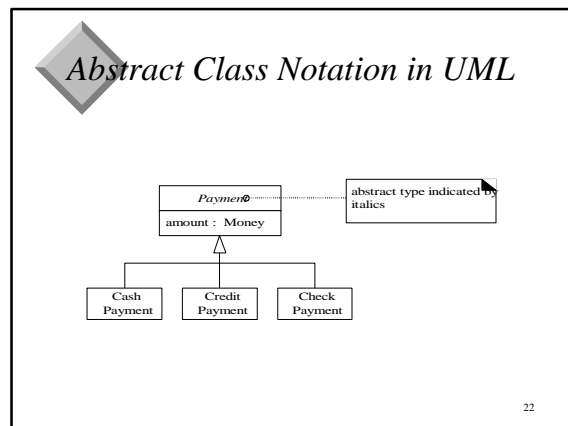 Abstract Class Notation in UML
Payment
abstract type indicated by
italics
amount : Money
Cash
Payment
Credit
Payment
Check
Payment
22